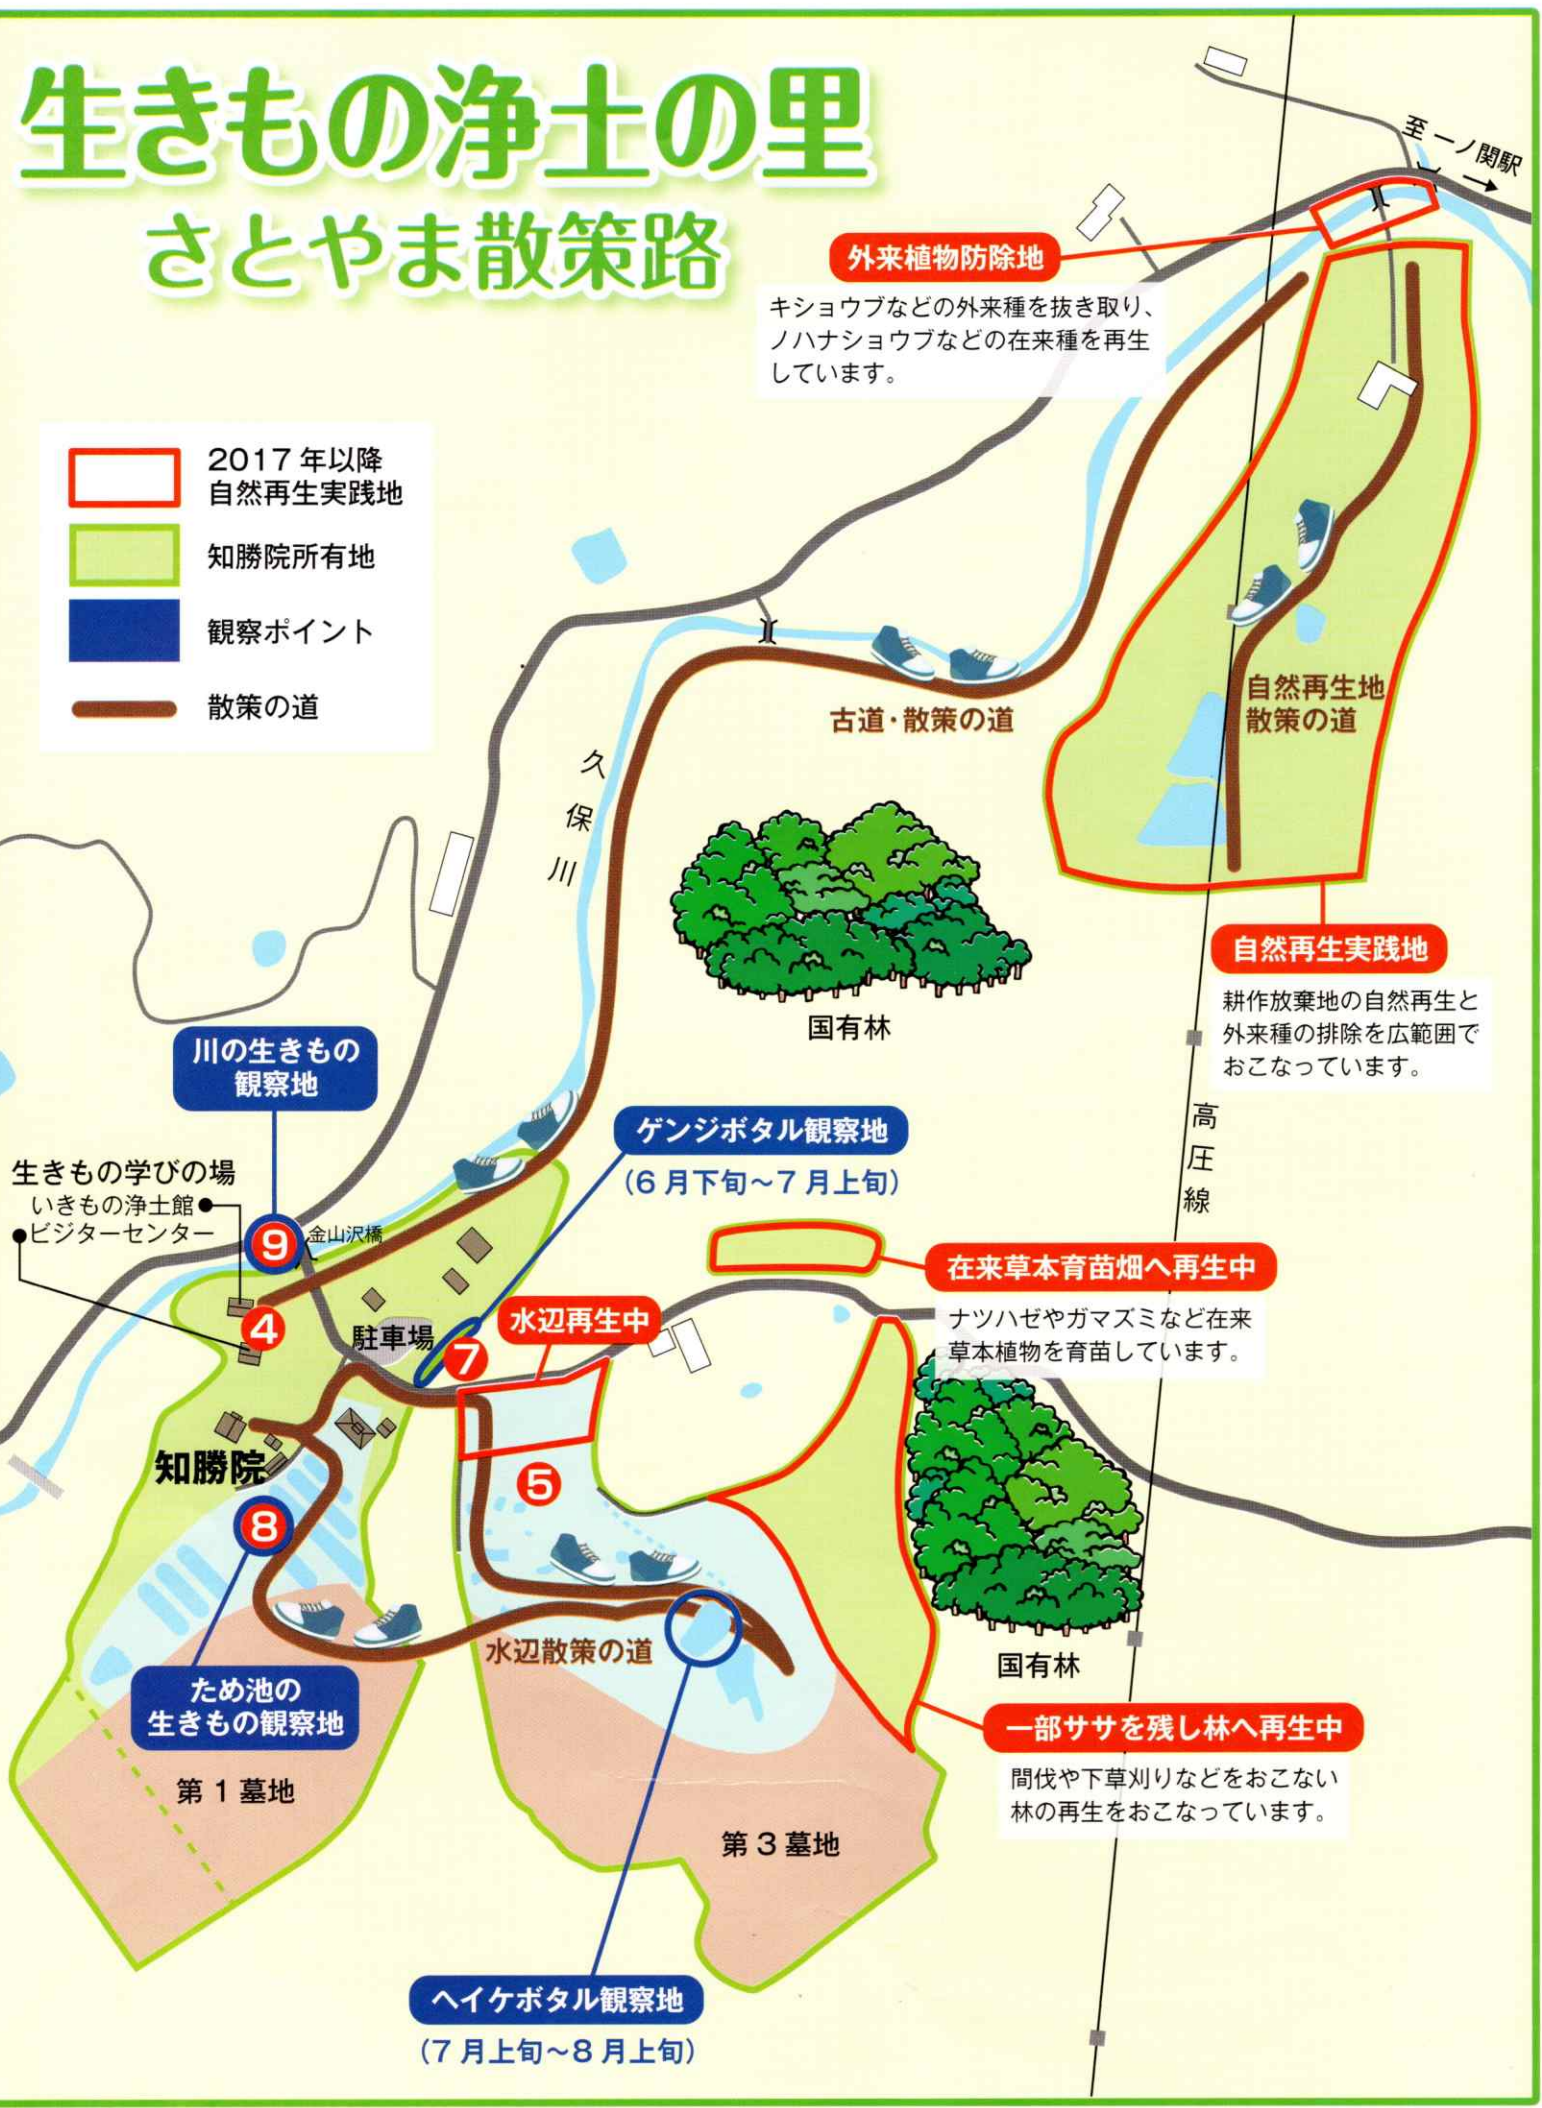 生きもの浄土の里
さとやま散策路
至 一ノ関駅
外来植物防除地
キショウブなどの外来種を抜き取り、
ノハナショウブなどの在来種を再生
しています。
2017年以降
自然再生実践地
知勝院所有地
観察ポイント
散策の道
自然再生地
散策の道
古道・散策の道
久保川
国有林
自然再生実践地
耕作放棄地の自然再生と
外来種の排除を広範囲で
おこなっています。
高圧線
川の生きもの
観察地
ゲンジボタル観察地
(6月下旬～7月上旬)
生きもの学びの場
いきもの浄土館
ビジターセンター
9
金山沢橋
4
駐車場
7
水辺再生中
在来草本育苗畑へ再生中
ナツハゼやガマズミなど在来
草本植物を育苗しています。
知勝院
5
8
水辺散策の道
国有林
ため池の
生きもの観察地
一部ササを残し林へ再生中
間伐や下草刈りなどをおこない
林の再生をおこなっています。
第1墓地
第3墓地
ヘイケボタル観察地
(7月上旬～8月上旬)